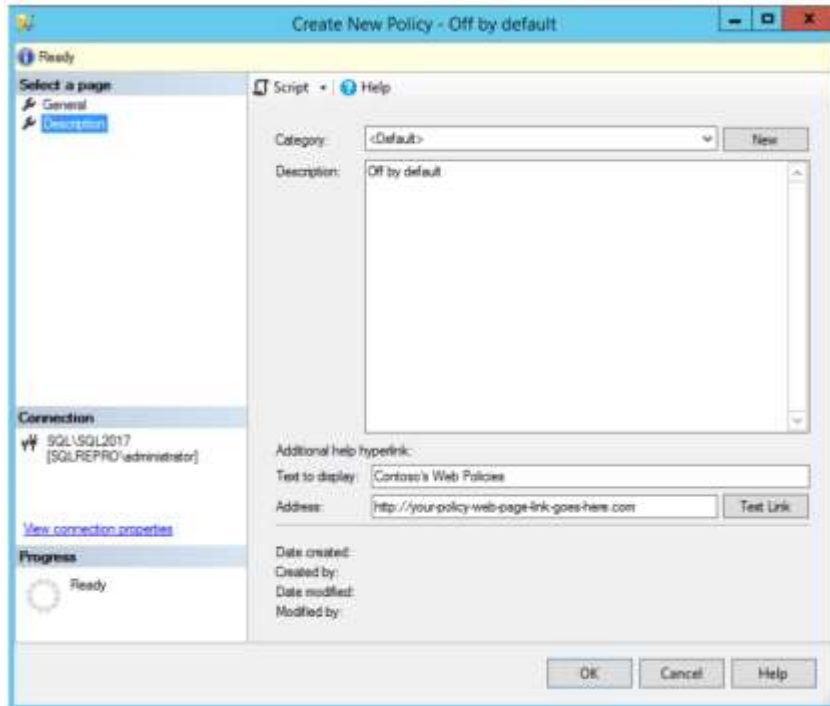 Create New Policy - Off by default
Ready
Select a page
General
Description
Script Help
Category: <Default> New
Description: Off by default
Connection
SQL\SQL2017
[SQLREPRO\administrator]
View connection properties
Progress
Ready
Additional help hyperlink:
Text to display: Contoso's Web Policies
Address: http://your-policy-web-page-link-goes-here.com Test Link
Date created:
Created by:
Date modified:
Modified by:
OK Cancel Help